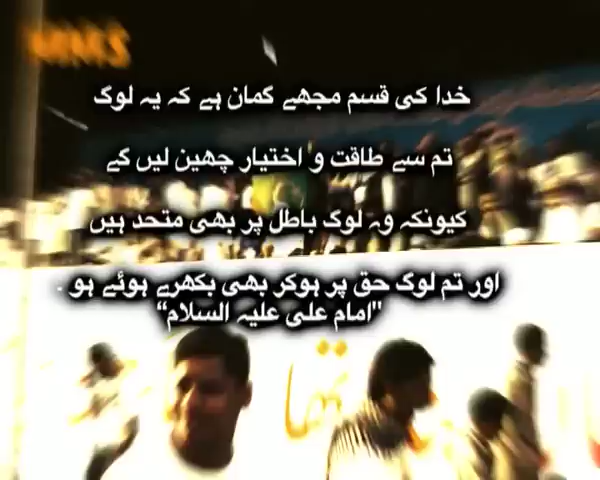 MMS
خدا کی قسم مجھے گمان ہے کہ یہ لوگ
تم سے طاقت و اختیار چھین لیں گے
کیونکہ وہ لوگ باطل پر بھی متحد ہیں
اور تم لوگ حق پر ہوکر بھی بکھرے ہوئے ہو .
"امام علی علیہ السلام“
تھا